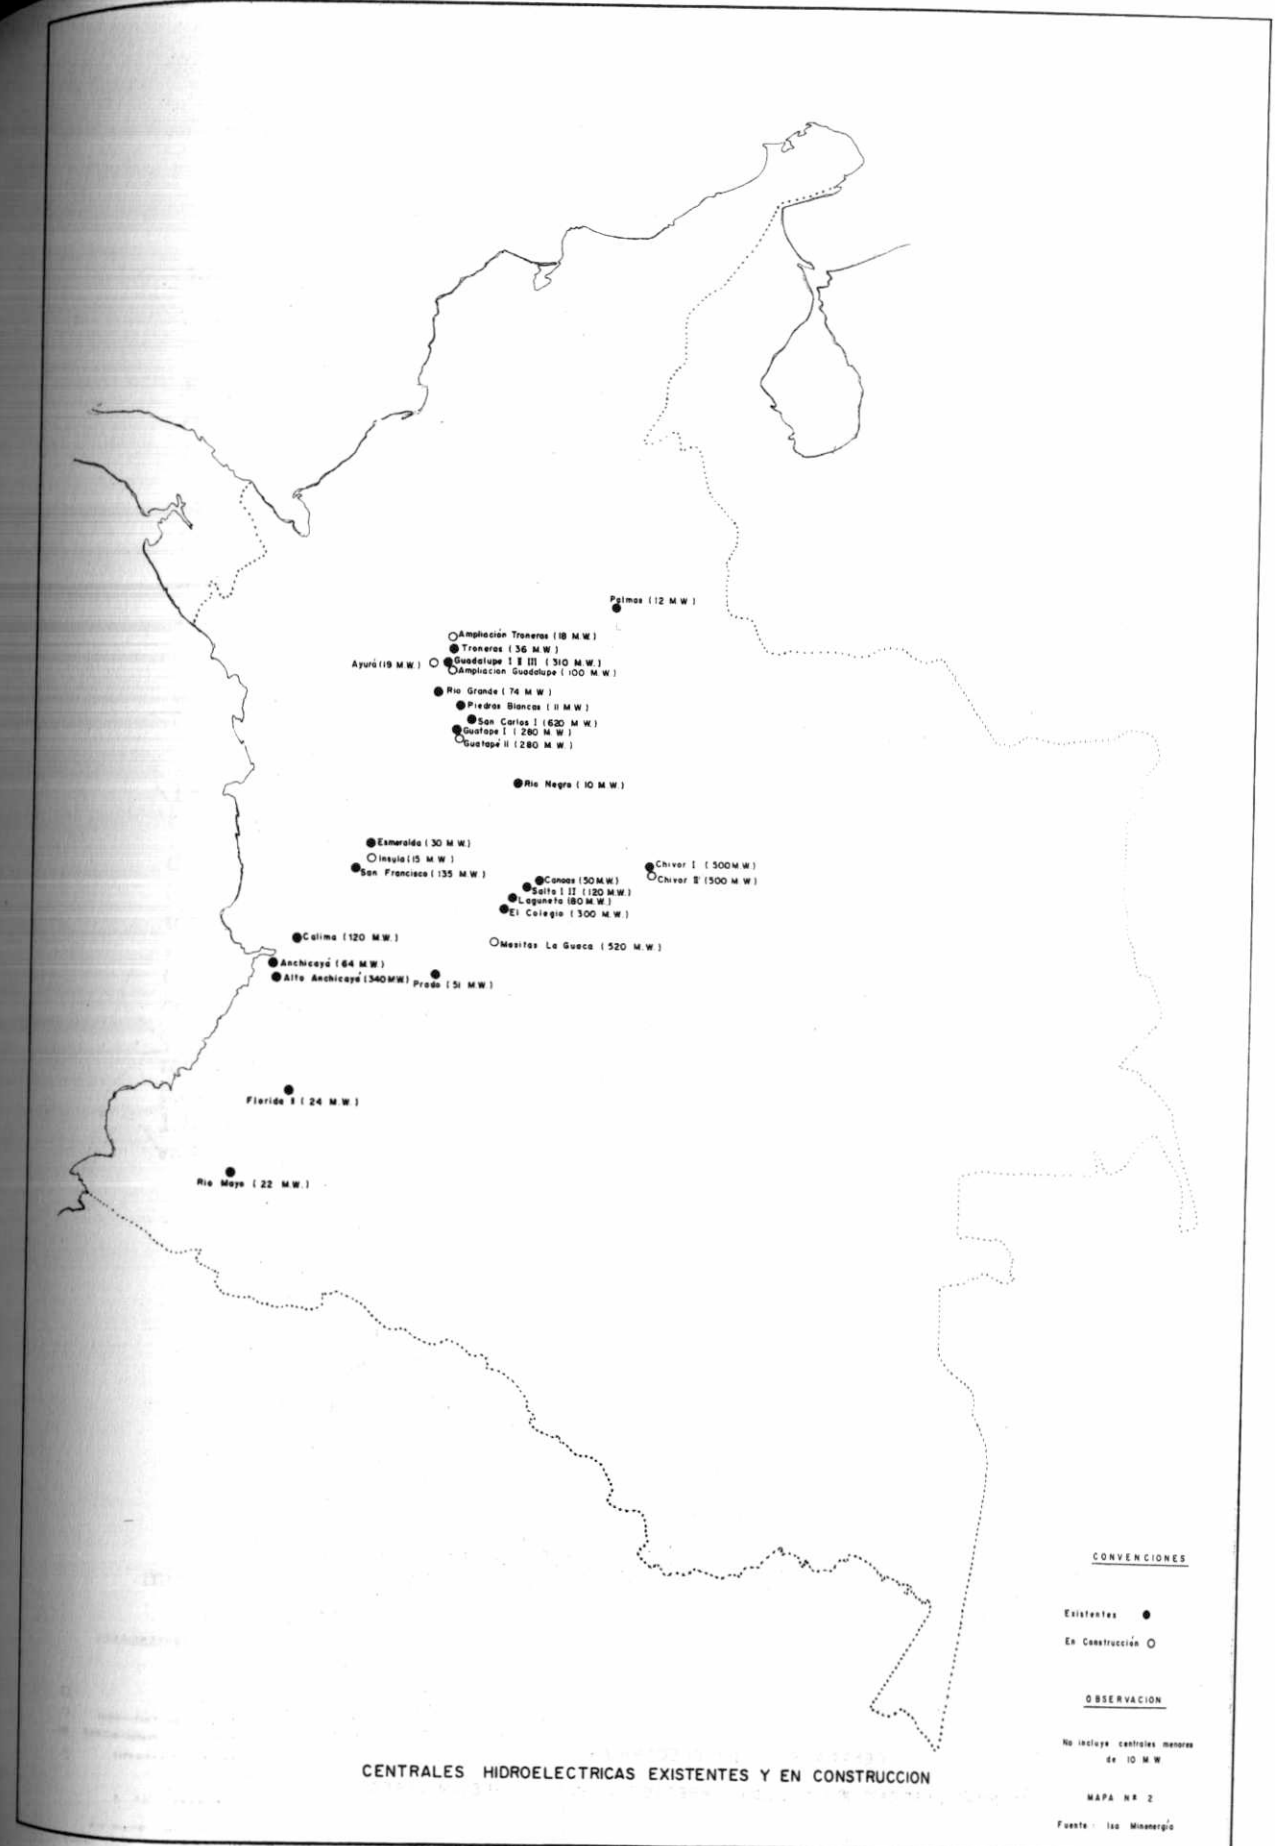 Palmas (12 M W)
Ampliación Troneras (18 M.W.)
Troneras (36 M.W.)
Ayurá (19 M.W.)
Guadalupe I II III (310 M.W.)
Ampliacion Guadalupe (100 M.W.)
Rio Grande (74 M W)
Piedras Blancas (11 M W)
San Carlos I (620 M W)
Guatape I (280 M W)
Guatapé II (280 M.W.)
Rio Negro (10 M.W.)
Esmeralda (30 M W.)
Insula (15 M W)
San Francisco (135 M W.)
Chivor I (500 M.W.)
Chivor II (500 M W)
Canoas (50 M.W.)
Salto I II (120 M.W.)
Laguneta (80 M.W.)
El Colegio (300 M.W.)
Calima (120 M.W.)
Mesitas La Guaca (520 M.W.)
Anchicayá (64 M.W.)
Alto Anchicayá (340 MW)
Prado (51 M.W.)
Florida II (24 M.W.)
Rio Mayo (22 M.W.)
CONVENCIONES
Existentes
En Construcción
OBSERVACION
No incluye centrales menores
de 10 M W
CENTRALES HIDROELECTRICAS EXISTENTES Y EN CONSTRUCCION
MAPA Nº 2
Fuente: Isa Minenergía